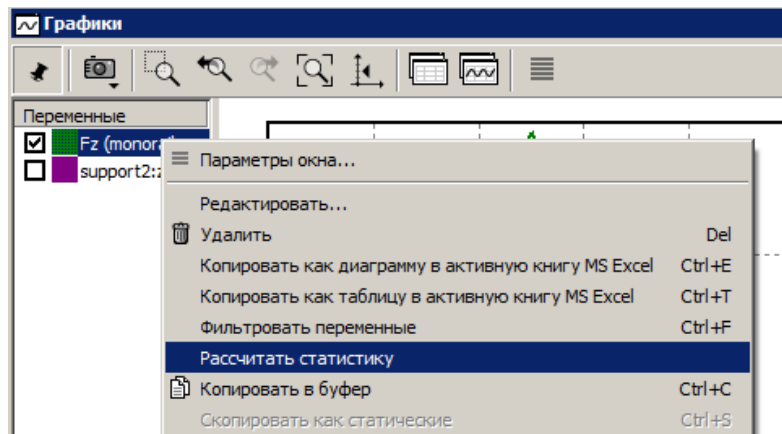 Графики
Переменные
Fz (monorail
Параметры окна...
support2:z
Редактировать...
Удалить Del
Копировать как диаграмму в активную книгу MS Excel Ctrl+E
Копировать как таблицу в активную книгу MS Excel Ctrl+T
Фильтровать переменные Ctrl+F
Рассчитать статистику
Копировать в буфер Ctrl+C
Скопировать как статические Ctrl+S